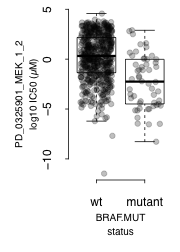 PD_0325901_MEK_1_2
log10 IC50 (µM)
5
0
−5
−10
wt mutant
BRAF.MUT
status